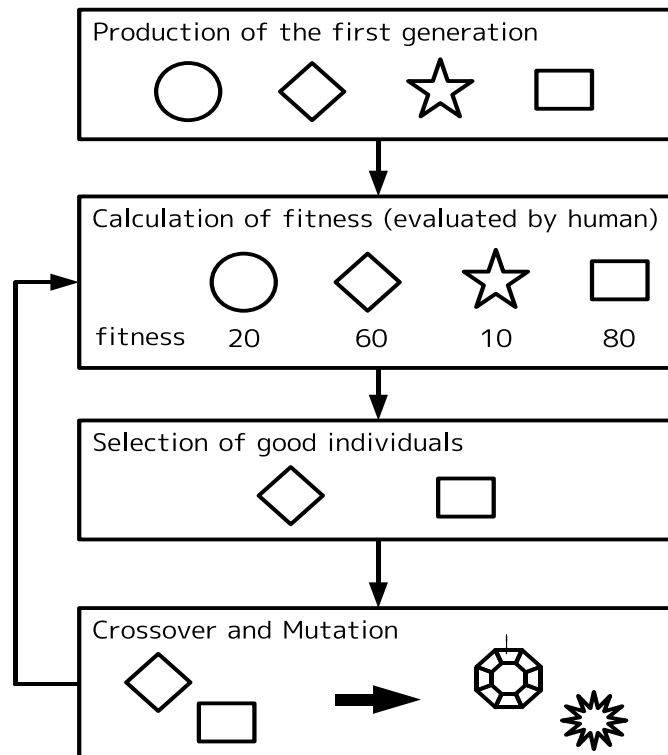 Production of the first generation
Calculation of fitness (evaluated by human)
fitness 20 60 10 80
Selection of good individuals
Crossover and Mutation